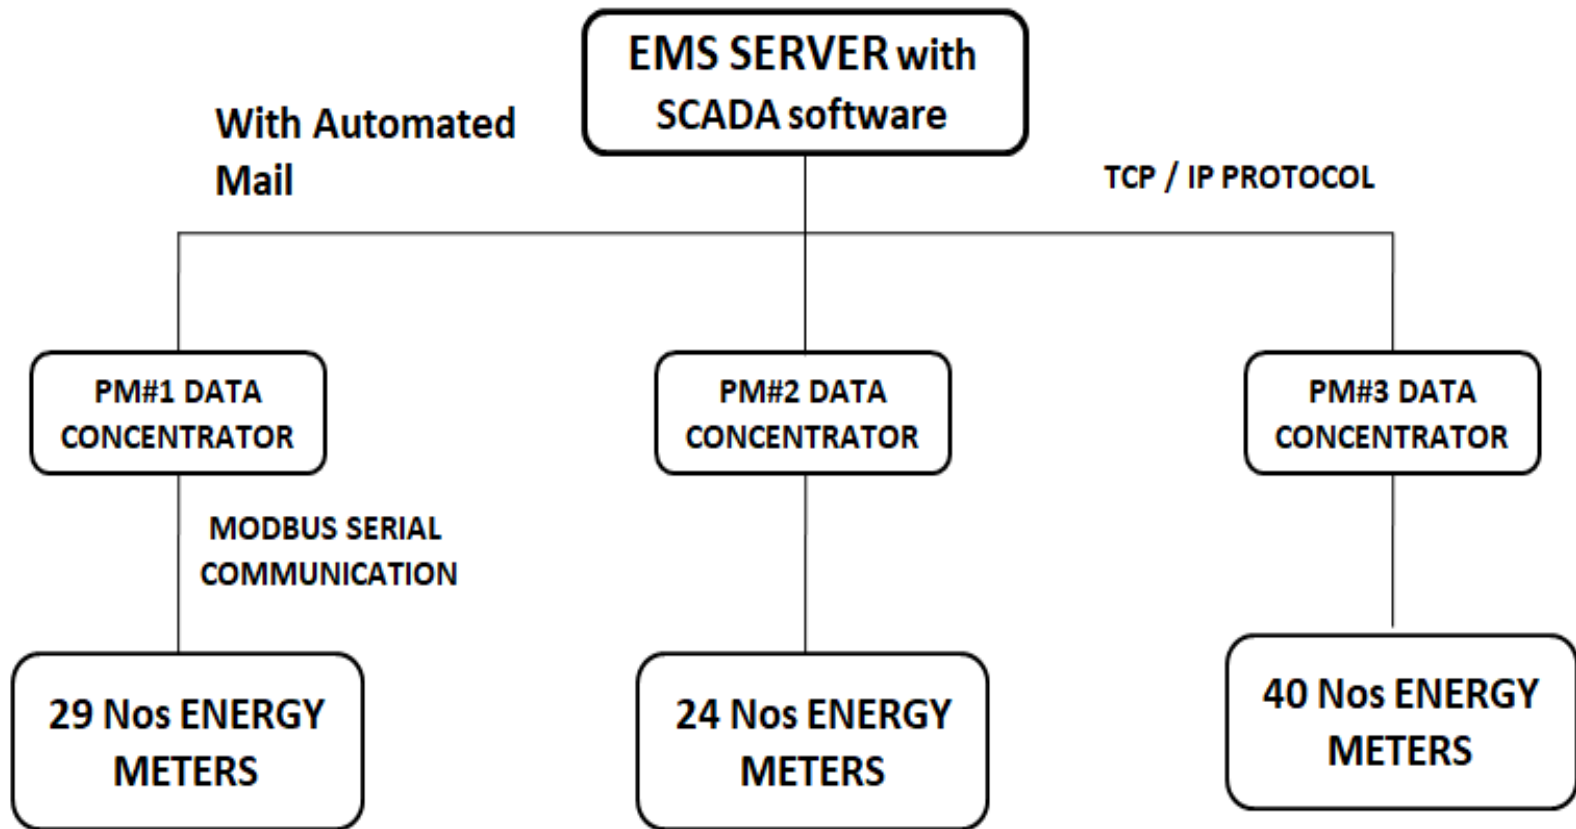 EMS SERVER with
SCADA software
With Automated
Mail
TCP / IP PROTOCOL
PM#1 DATA
CONCENTRATOR
PM#2 DATA
CONCENTRATOR
PM#3 DATA
CONCENTRATOR
MODBUS SERIAL
COMMUNICATION
29 Nos ENERGY
METERS
24 Nos ENERGY
METERS
40 Nos ENERGY
METERS